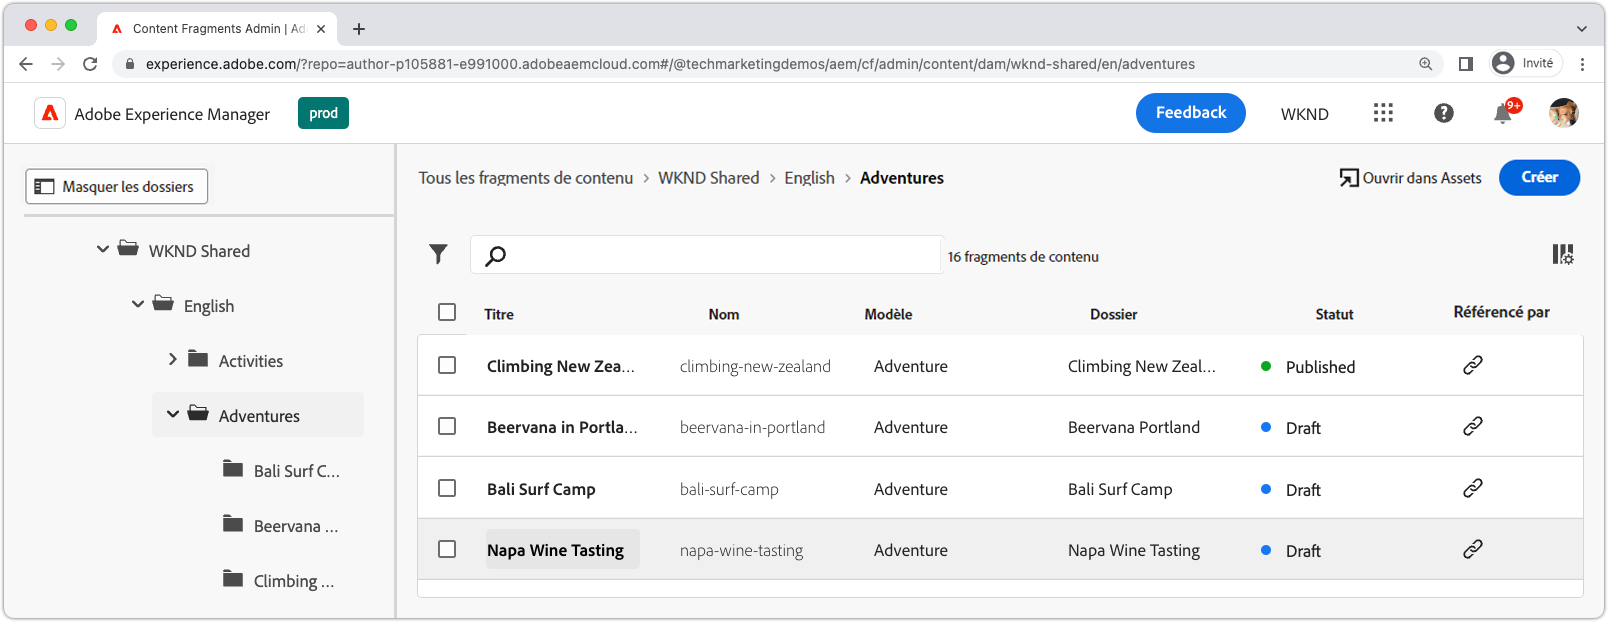 Content Fragments Admin | Ad
experience.adobe.com/?repo=author-p105881-e991000.adobeaemcloud.com#/@techmarketingdemos/aem/cf/admin/content/dam/wknd-shared/en/adventures
Invité
Adobe Experience Manager
prod
Feedback
WKND
9+
Masquer les dossiers
WKND Shared
English
Activities
Adventures
Bali Surf C...
Beervana ...
Climbing ...
Tous les fragments de contenu > WKND Shared > English > Adventures
Ouvrir dans Assets
Créer
16 fragments de contenu
Titre Nom Modèle Dossier Statut Référencé par
Climbing New Zea... climbing-new-zealand Adventure Climbing New Zeal... Published
Beervana in Portla... beervana-in-portland Adventure Beervana Portland Draft
Bali Surf Camp bali-surf-camp Adventure Bali Surf Camp Draft
Napa Wine Tasting napa-wine-tasting Adventure Napa Wine Tasting Draft